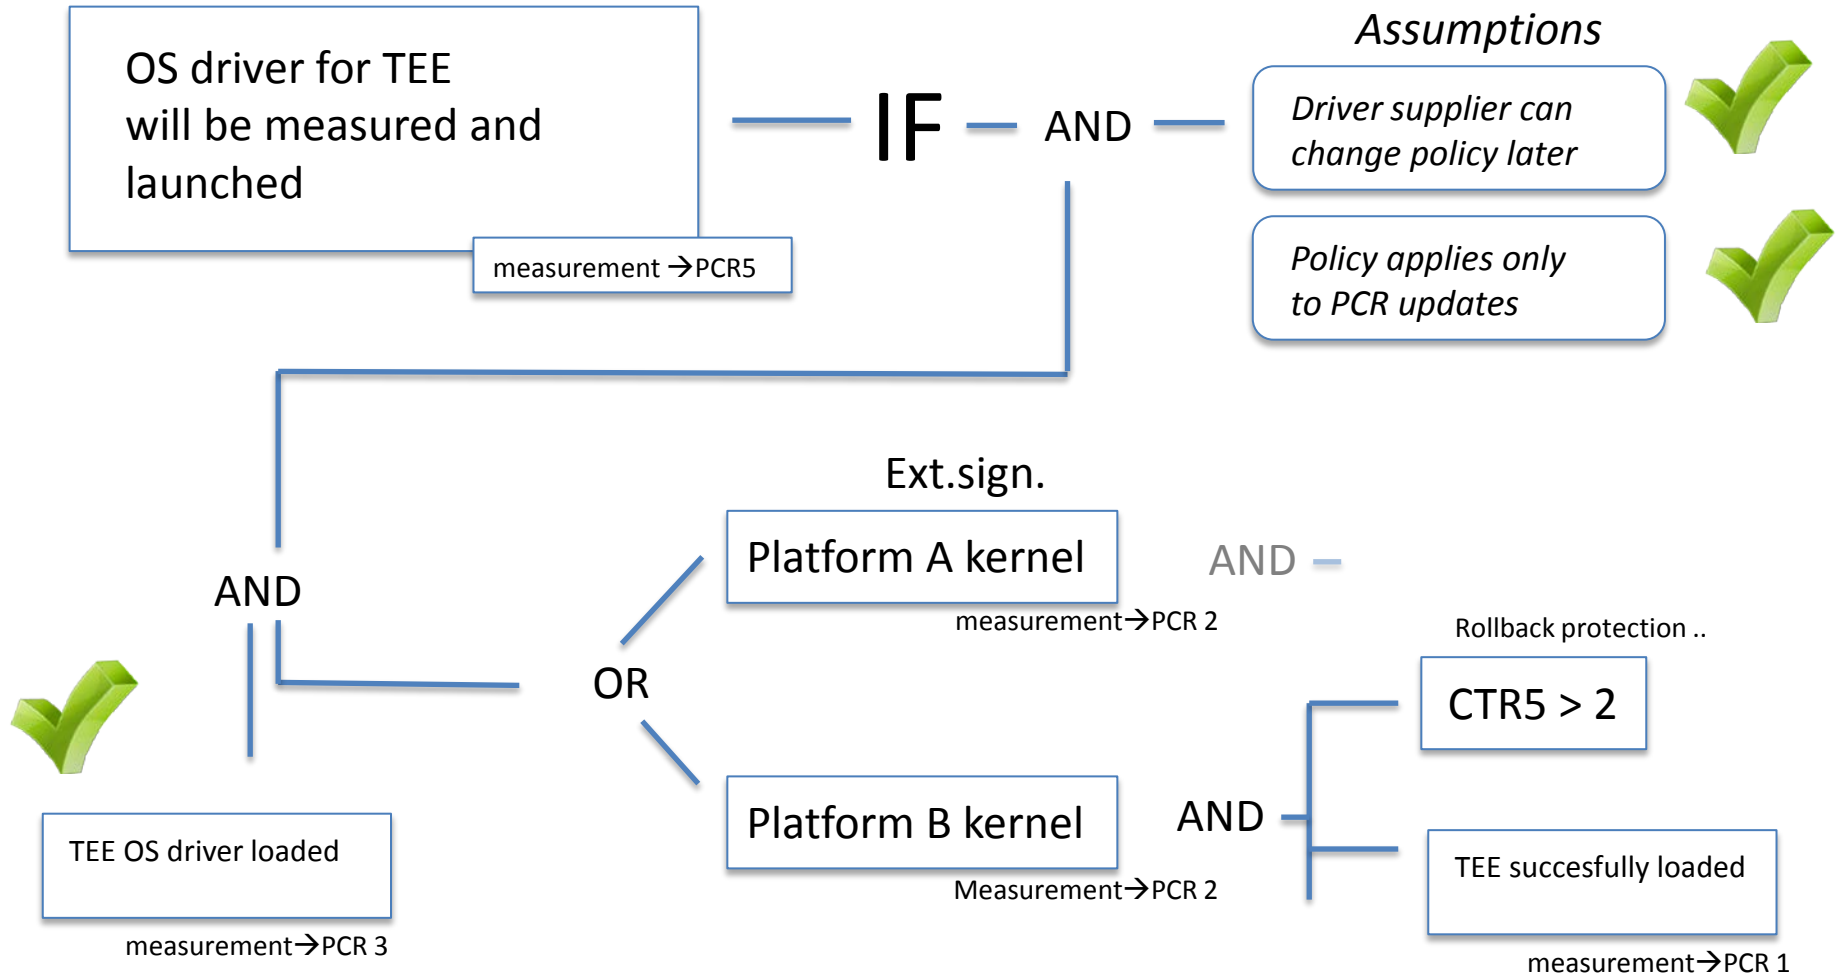 Assumptions
OS driver for TEE
will be measured and
launched
measurement →PCR5
IF
AND
Driver supplier can
change policy later
Policy applies only
to PCR updates
Ext.sign.
Platform A kernel
AND
measurement→PCR 2
AND
OR
Rollback protection ..
CTR5 > 2
Platform B kernel
AND
Measurement→PCR 2
TEE OS driver loaded
measurement→PCR 3
TEE succesfully loaded
measurement→PCR 1